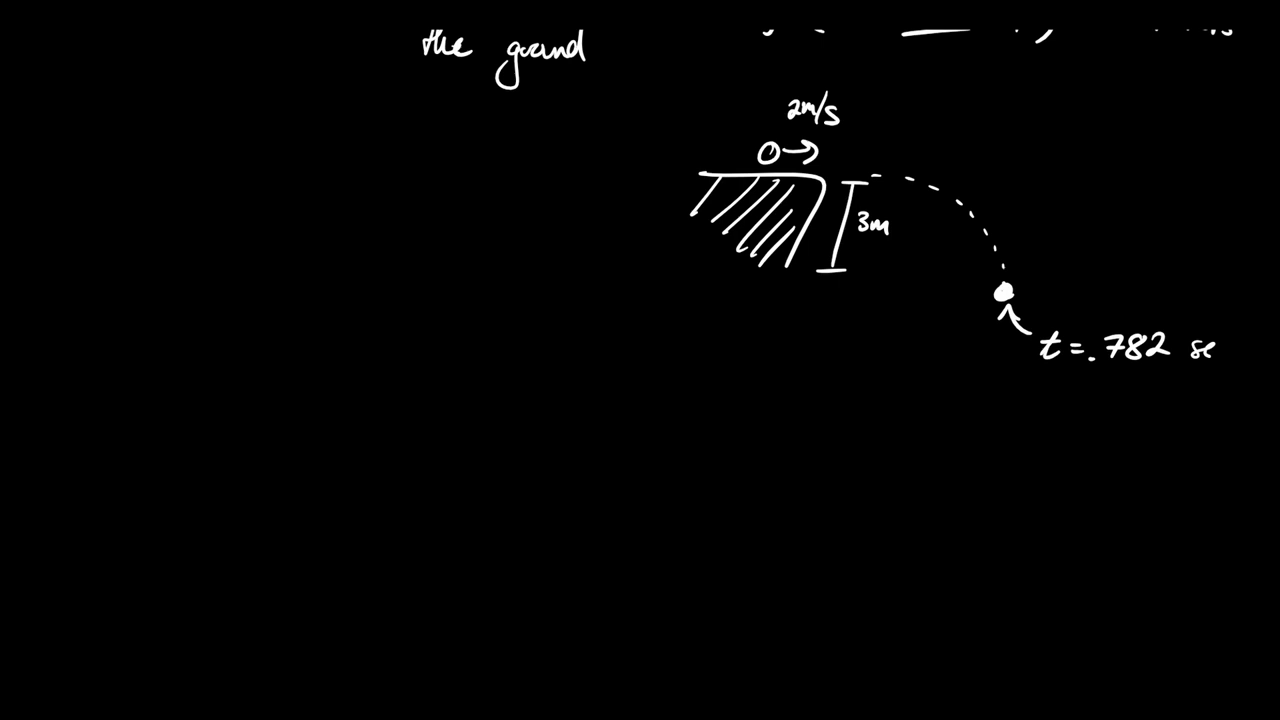 the ground
2m/s
3m
t = .782 se